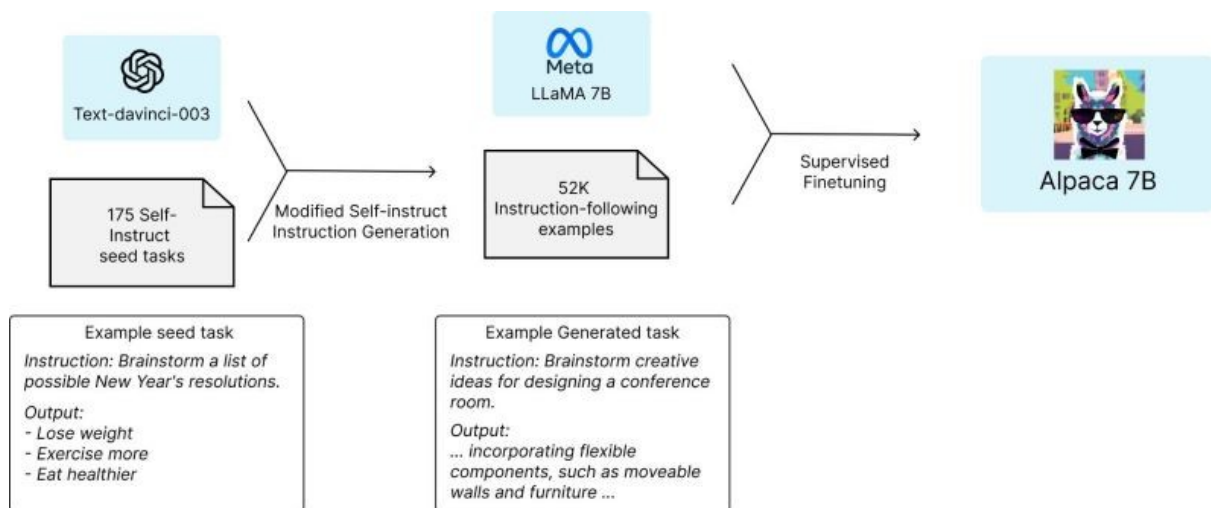 Text-davinci-003
175 Self-
Instruct
seed tasks
Modified Self-instruct
Instruction Generation
Meta
LLaMA 7B
52K
Instruction-following
examples
Supervised
Finetuning
Alpaca 7B
Example seed task
Instruction: Brainstorm a list of
possible New Year's resolutions.
Output:
- Lose weight
- Exercise more
- Eat healthier
Example Generated task
Instruction: Brainstorm creative
ideas for designing a conference
room.
Output:
... incorporating flexible
components, such as moveable
walls and furniture ...